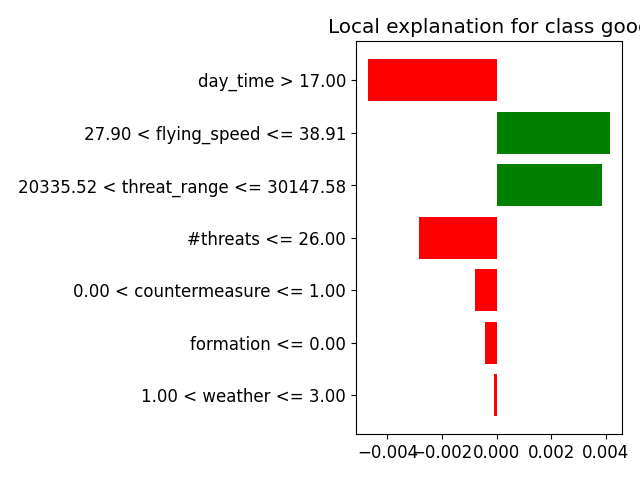 Local explanation for class goo
day_time > 17.00
27.90 < flying_speed <= 38.91
20335.52 < threat_range <= 30147.58
#threats <= 26.00
0.00 < countermeasure <= 1.00
formation <= 0.00
1.00 < weather <= 3.00
−0.004 −0.002 0.000 0.002 0.004